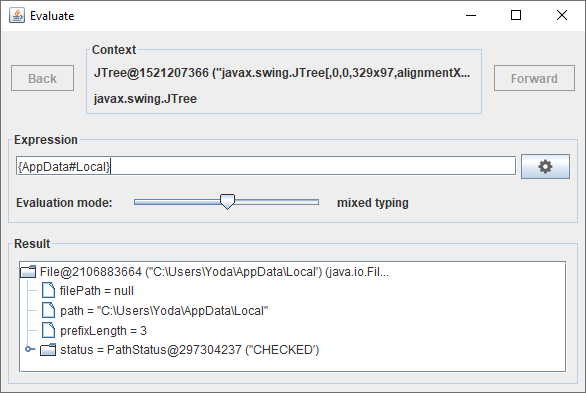 Evaluate
Context
Back
JTree@1521207366 ("javax.swing.JTree[,0,0,329x97,alignmentX...
javax.swing.JTree
Forward
Expression
{AppData#Local}
Evaluation mode:
mixed typing
Result
File@2106883664 ("C:\Users\Yoda\AppData\Local') (java.io.Fil...
filePath = null
path = "C:\Users\Yoda\AppData\Local"
prefixLength = 3
status = PathStatus@297304237 ("CHECKED')